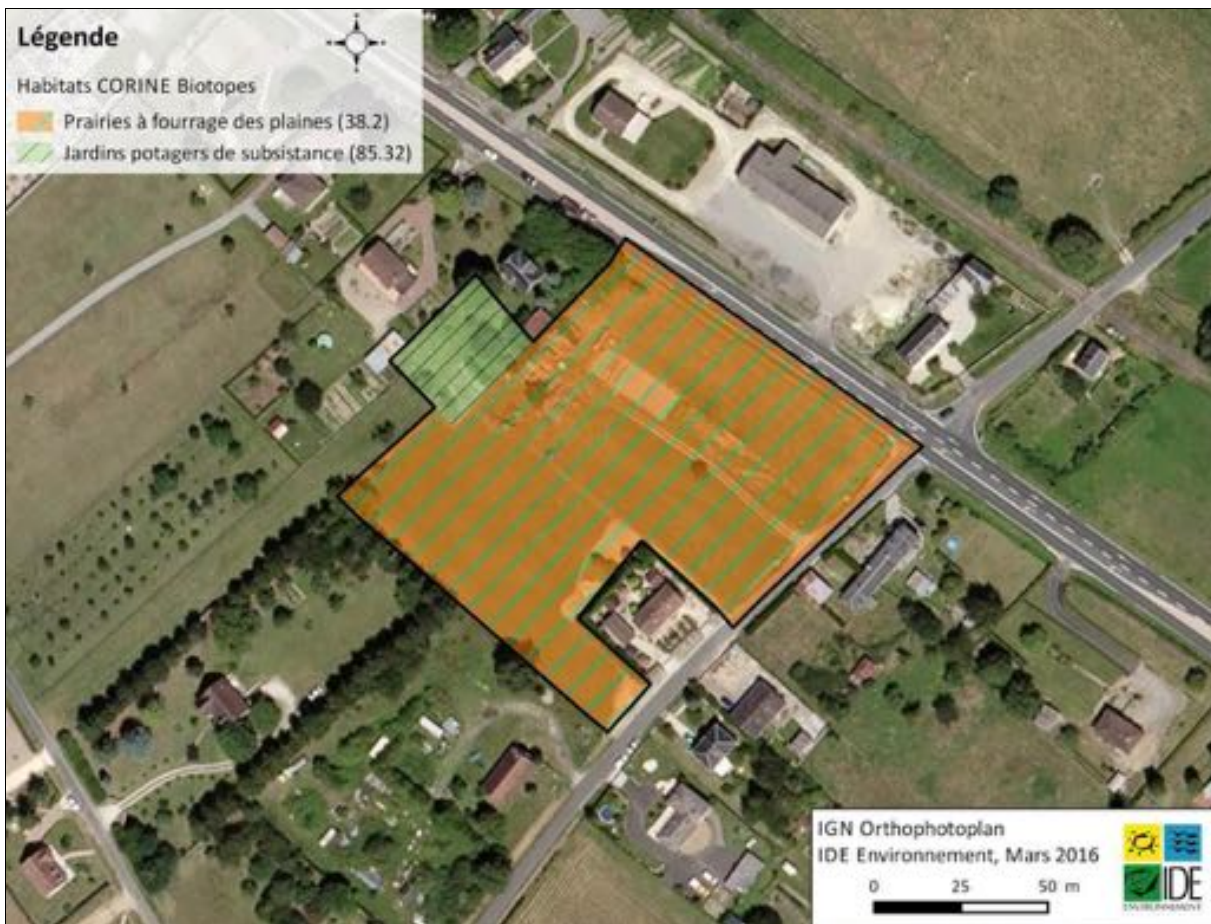 Légende
Habitats CORINE Biotopes
Prairies à fourrage des plaines (38.2)
Jardins potagers de subsistance (85.32)
IGN Orthophotoplan
IDE Environnement, Mars 2016
0 25 50 m
IDE
ENVIRONNEMENT